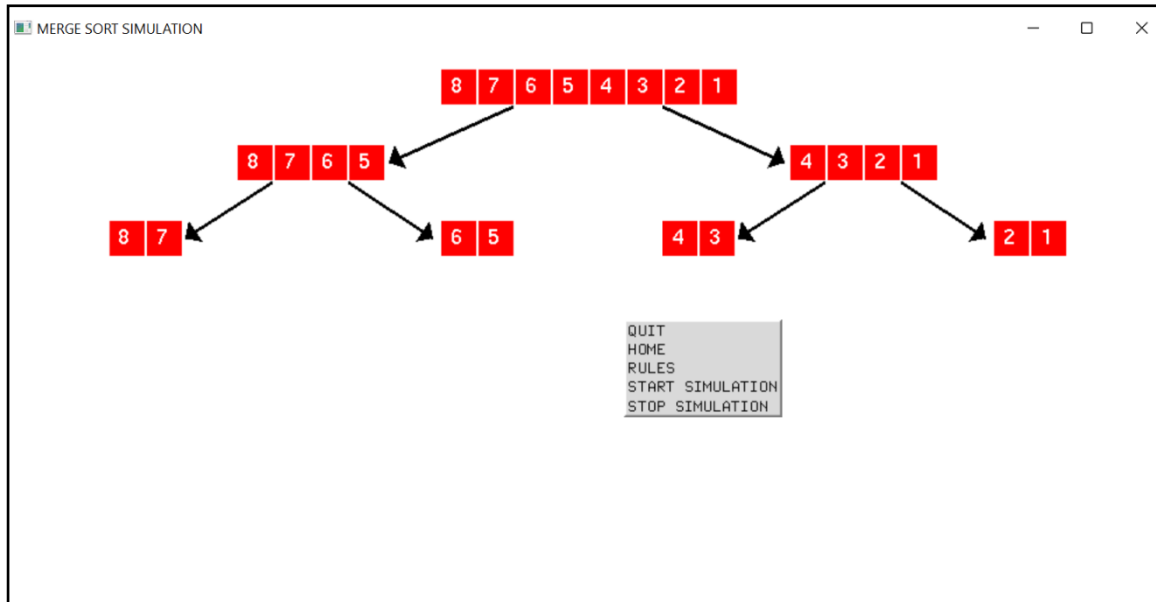 MERGE SORT SIMULATION
8 7 6 5 4 3 2 1
8 7 6 5
4 3 2 1
8 7
6 5
4 3
2 1
QUIT
HOME
RULES
START SIMULATION
STOP SIMULATION